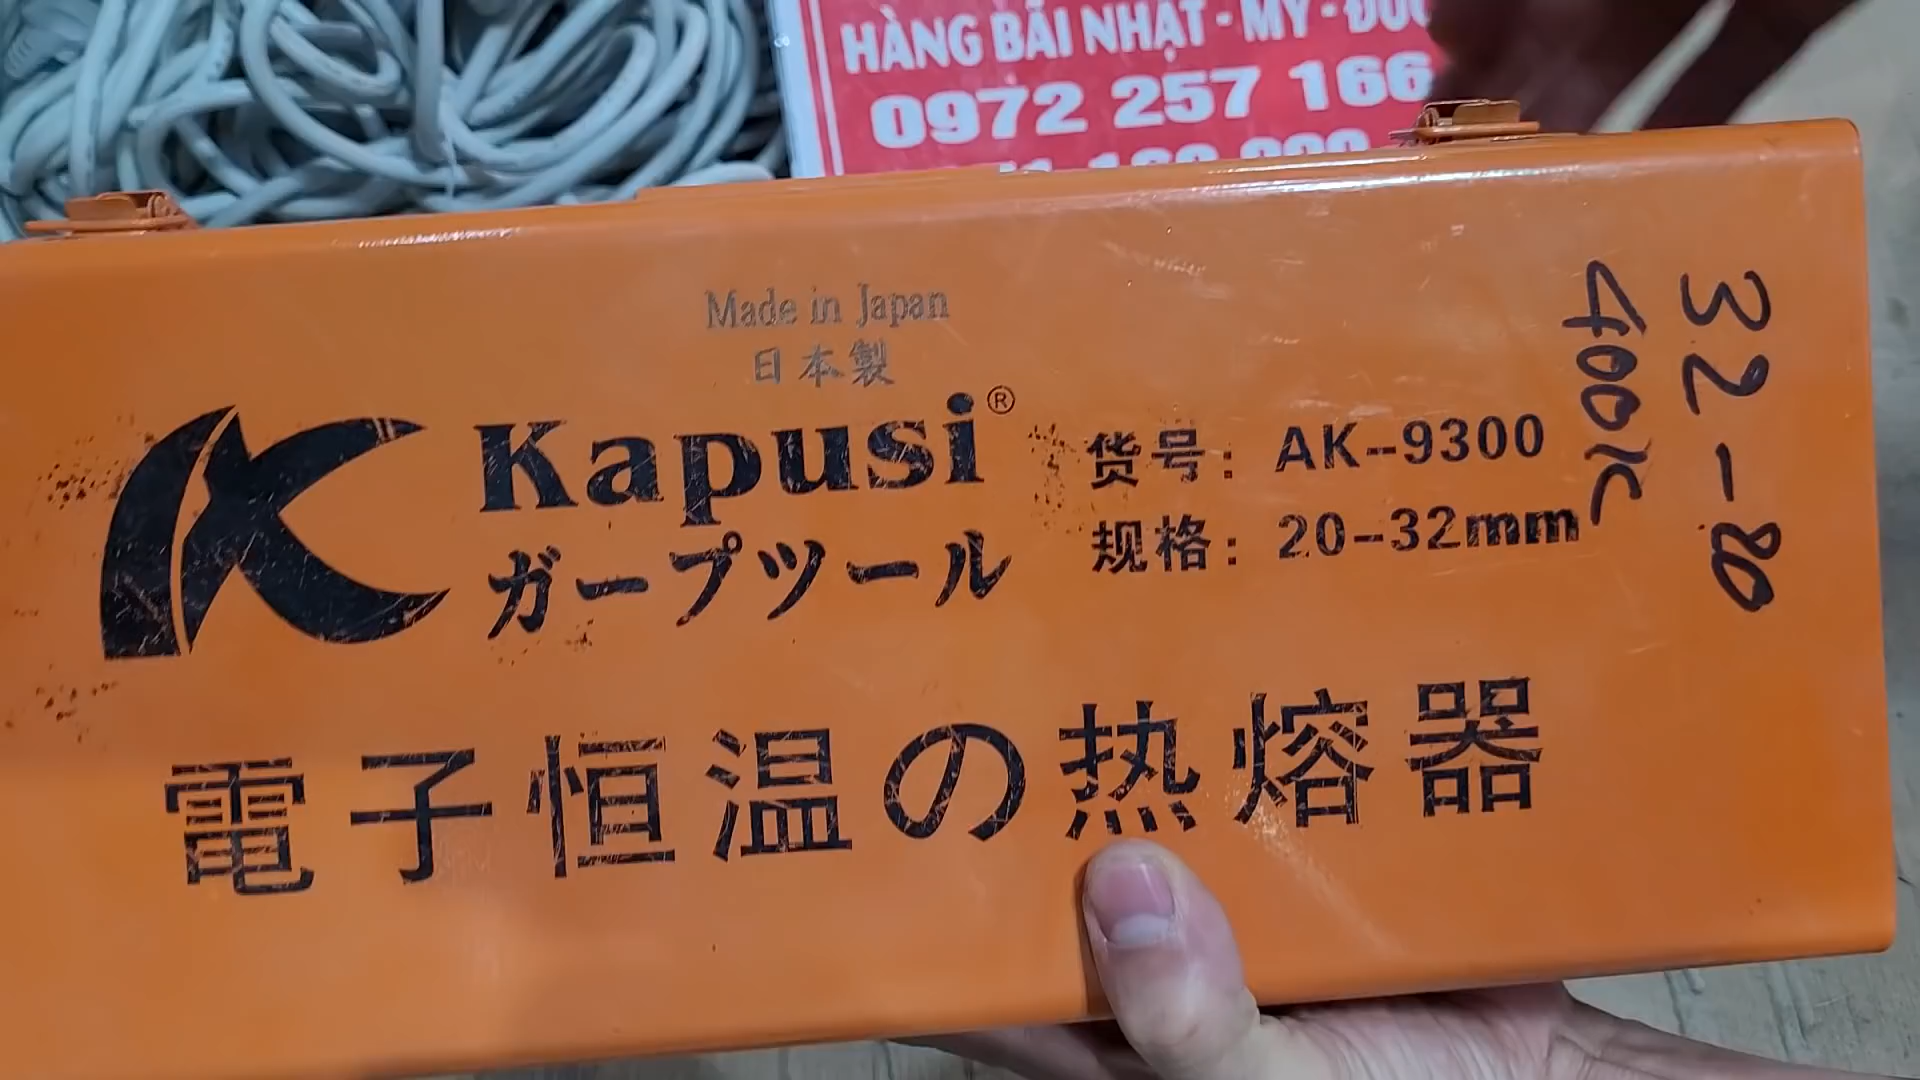 HÀNG BÃI NHẬT - MỸ - ĐỨC
0972 257 166
Made in Japan
日本製
Kapusi®
ガープツール
货号: AK-9300
规格: 20-32mm
電子恒温の热熔器
32-80
400K